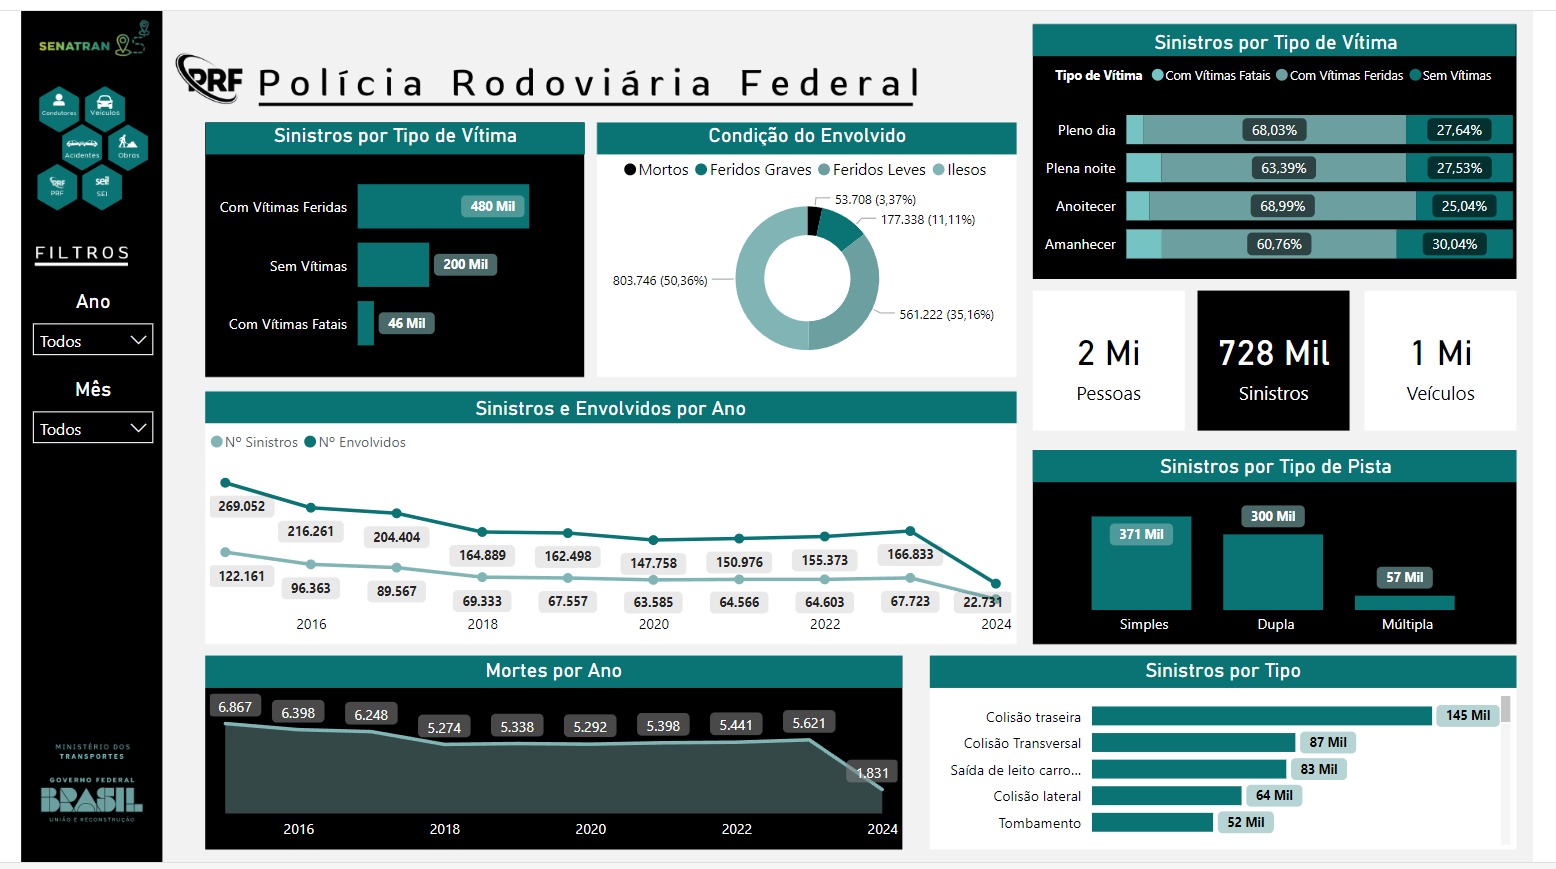 SENATRAN
Condutores
Veículos
Acidentes
Obras
PRF
PRF
sei!
SEI
FILTROS
Ano
Todos
Mês
Todos
MINISTÉRIO DOS
TRANSPORTES
GOVERNO FEDERAL
BRASIL
UNIÃO E RECONSTRUÇÃO
PRF Polícia Rodoviária Federal
Sinistros por Tipo de Vítima
Com Vítimas Feridas 480 Mil
Sem Vítimas 200 Mil
Com Vítimas Fatais 46 Mil
Condição do Envolvido
Mortos Feridos Graves Feridos Leves Ilesos
53.708 (3,37%)
177.338 (11,11%)
803.746 (50,36%)
561.222 (35,16%)
Sinistros por Tipo de Vítima
Tipo de Vítima Com Vítimas Fatais Com Vítimas Feridas Sem Vítimas
Pleno dia 68,03% 27,64%
Plena noite 63,39% 27,53%
Anoitecer 68,99% 25,04%
Amanhecer 60,76% 30,04%
2 Mi
Pessoas
728 Mil
Sinistros
1 Mi
Veículos
Sinistros e Envolvidos por Ano
Nº Sinistros Nº Envolvidos
269.052 216.261 204.404 164.889 162.498 147.758 150.976 155.373 166.833
122.161 96.363 89.567 69.333 67.557 63.585 64.566 64.603 67.723 22.731
2016 2018 2020 2022 2024
Sinistros por Tipo de Pista
371 Mil 300 Mil 57 Mil
Simples Dupla Múltipla
Mortes por Ano
6.867 6.398 6.248 5.274 5.338 5.292 5.398 5.441 5.621 1.831
2016 2018 2020 2022 2024
Sinistros por Tipo
Colisão traseira 145 Mil
Colisão Transversal 87 Mil
Saída de leito carro... 83 Mil
Colisão lateral 64 Mil
Tombamento 52 Mil